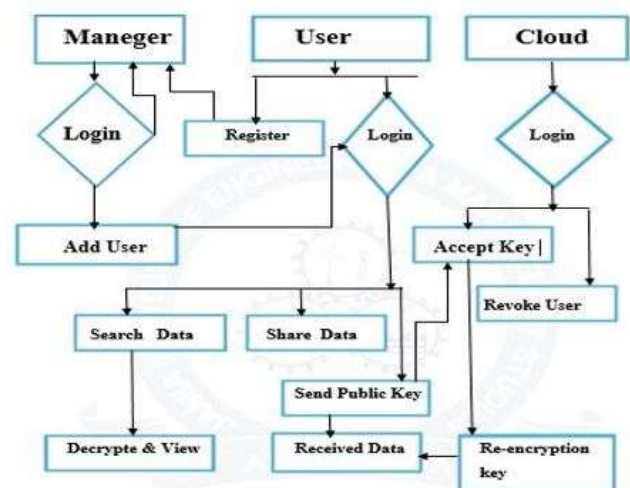 Maneger
User
Cloud
Login
Register
Login
Login
Add User
Accept Key
Revoke User
Search Data
Share Data
Send Public Key
Decrypte & View
Received Data
Re-encryption
key